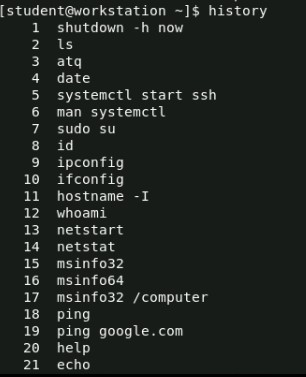 [student@workstation ~]$ history
1 shutdown -h now
2 ls
3 atq
4 date
5 systemctl start ssh
6 man systemctl
7 sudo su
8 id
9 ipconfig
10 ifconfig
11 hostname -I
12 whoami
13 netstart
14 netstat
15 msinfo32
16 msinfo64
17 msinfo32 /computer
18 ping
19 ping google.com
20 help
21 echo